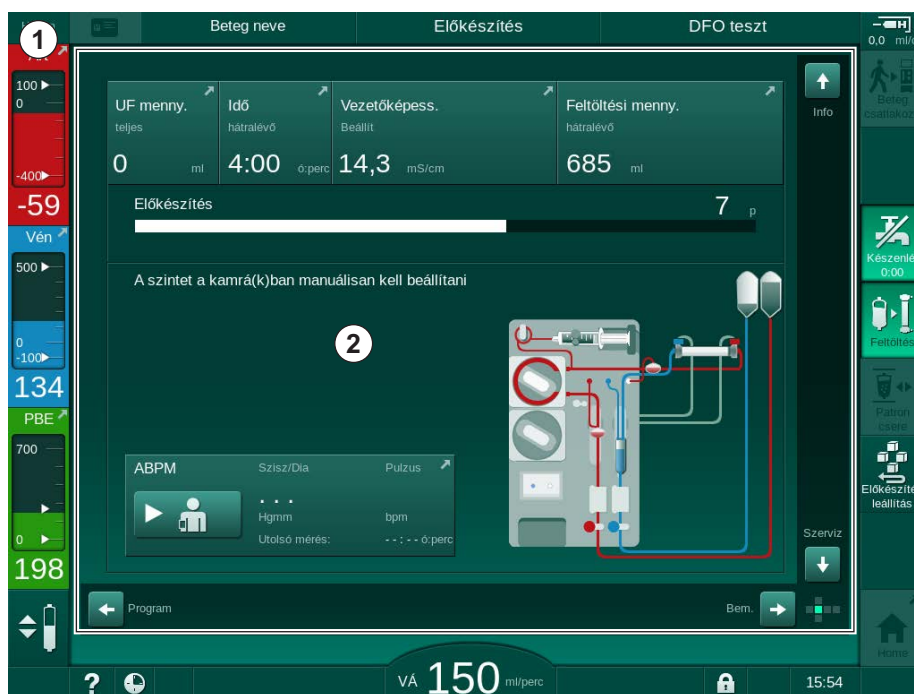 Beteg neve
Előkészítés
DFO teszt
1
0,0 ml/
100
0
-400
-59
Vén
500
0
-100
134
PBE
700
0
198
UF menny.
teljes
0 ml
Idő
hátralévő
4:00 ó:perc
Vezetőképess.
Beállít
14,3 mS/cm
Feltöltési menny.
hátralévő
685 ml
Előkészítés
7 p
A szintet a kamrá(k)ban manuálisan kell beállítani
2
ABPM
Szisz/Dia
Pulzus
. . .
Hgmm
bpm
Utolsó mérés:
--:-- ó:perc
Info
Szerviz
Program
Bem.
Beteg
csatlakoz
Készenlé
0:00
Feltöltés
Patron
csere
Előkészíté
leállítás
Home
?
VÁ 150 ml/perc
15:54